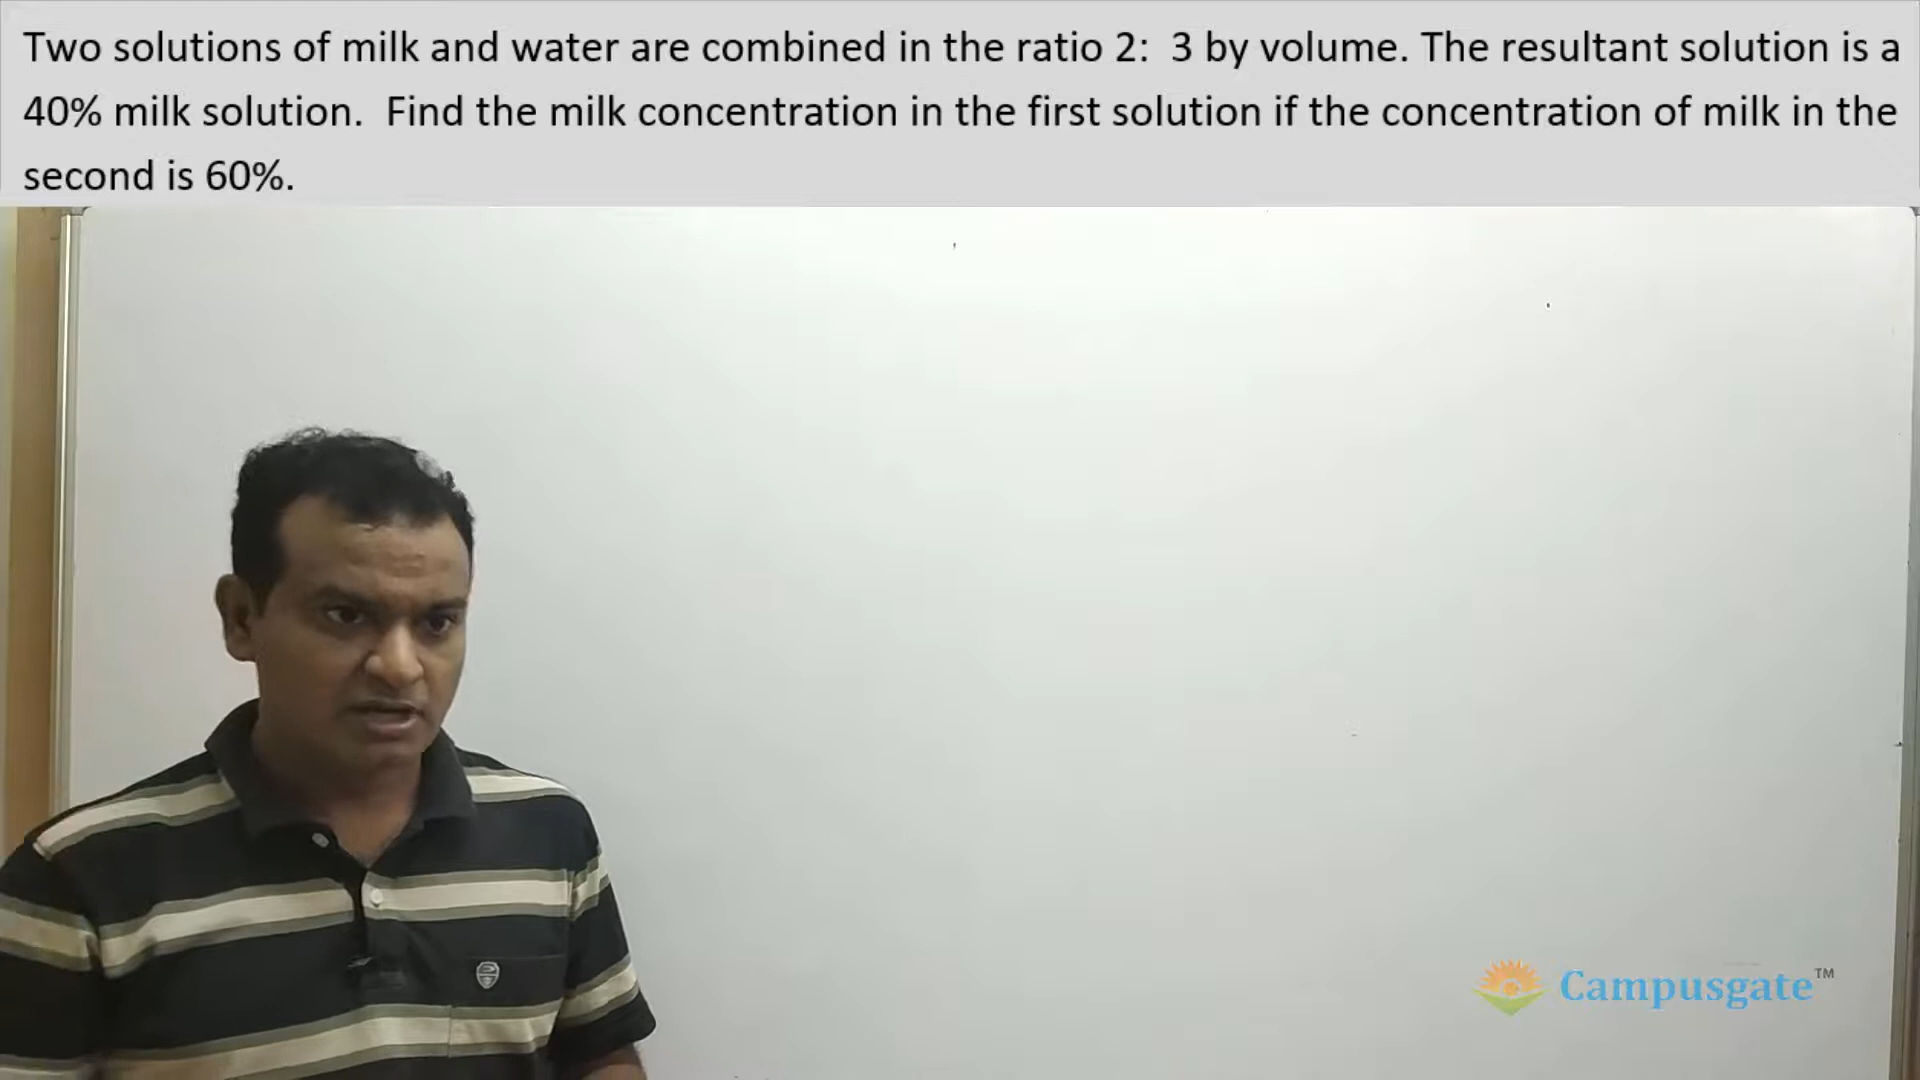 Two solutions of milk and water are combined in the ratio 2:  3 by volume. The resultant solution is a
40% milk solution.  Find the milk concentration in the first solution if the concentration of milk in the
second is 60%.
Campusgate™